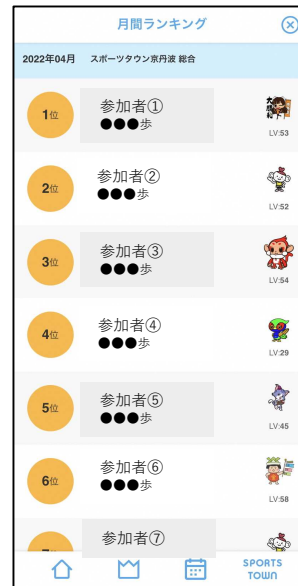 月間ランキング
2022年04月 スポーツタウン京丹波 総合
1位
参加者①
●●●歩
LV:53
2位
参加者②
●●●歩
LV:52
3位
参加者③
●●●歩
LV:54
4位
参加者④
●●●歩
LV:29
5位
参加者⑤
●●●歩
LV:45
6位
参加者⑥
●●●歩
LV:58
参加者⑦
SPORTS
TOWN